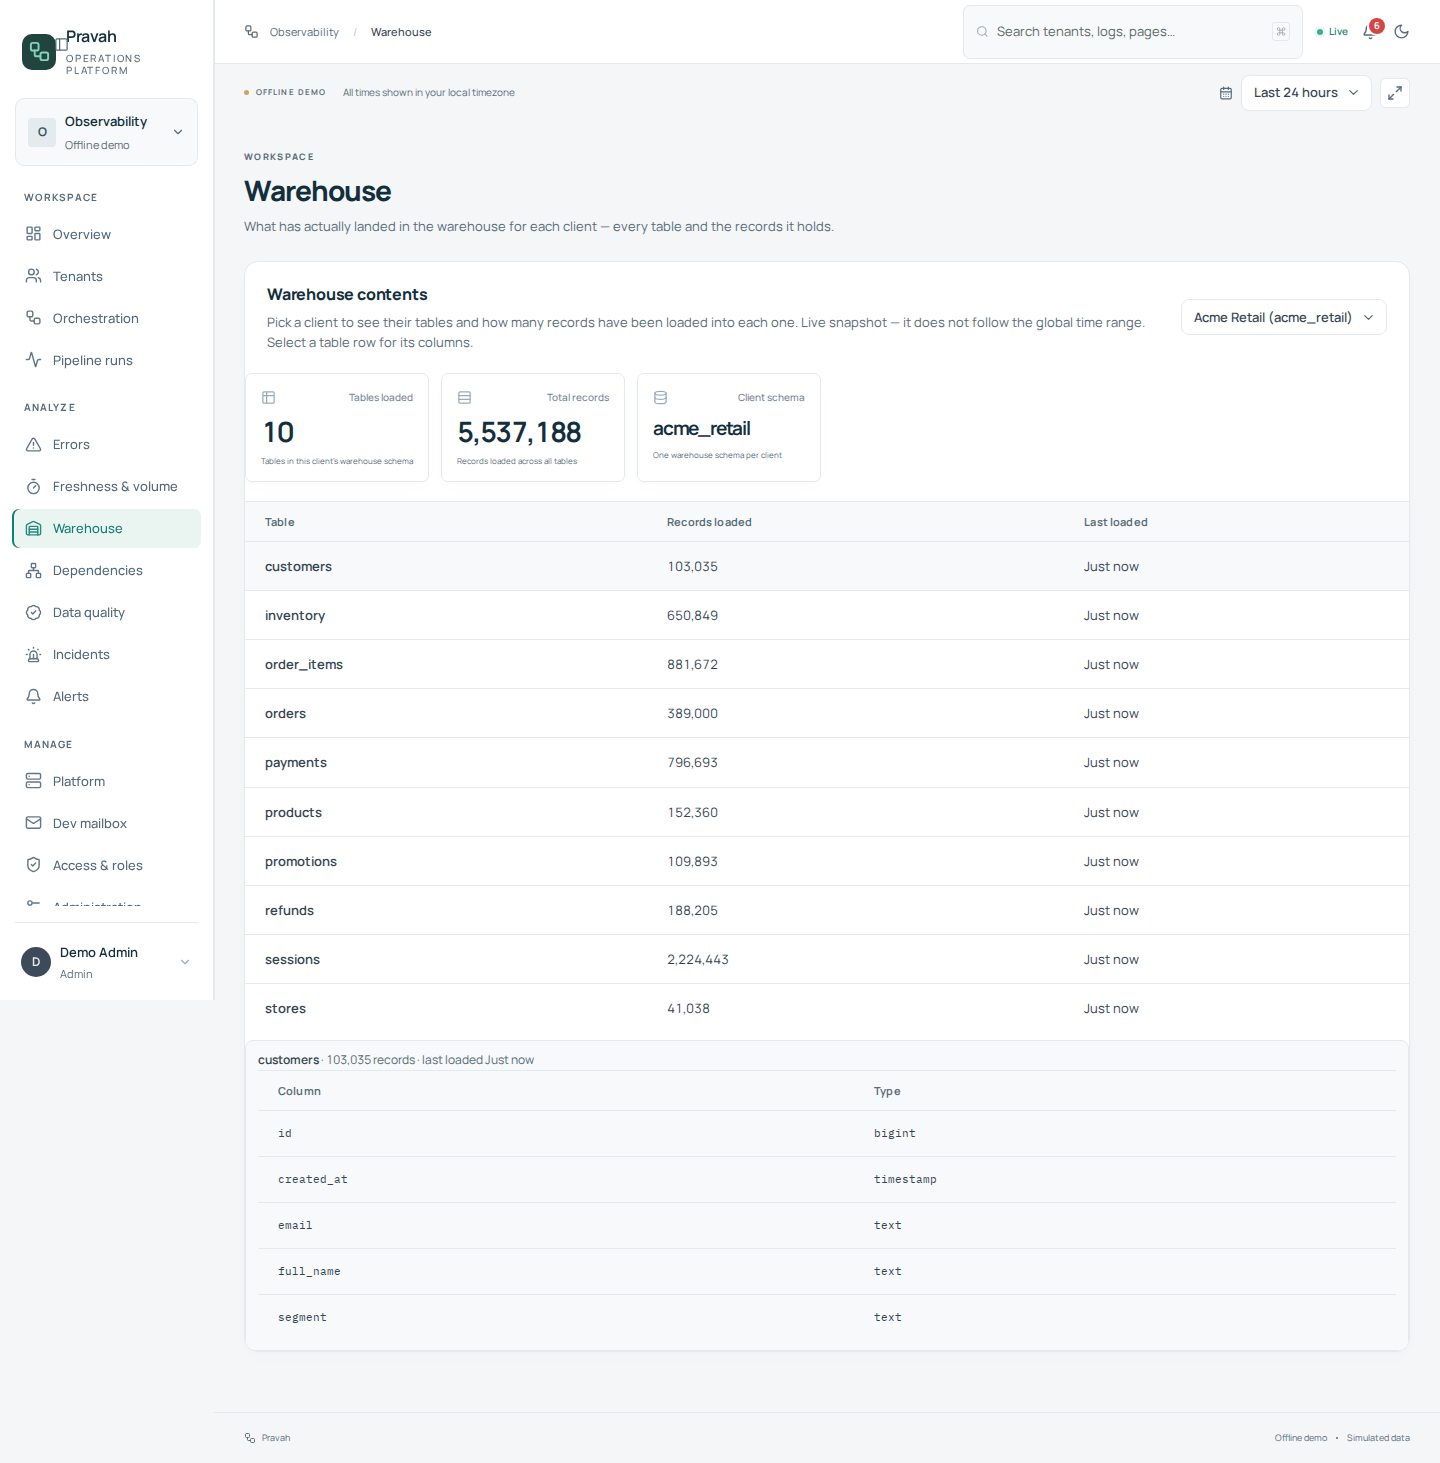 Pravah
OPERATIONS
PLATFORM
O
Observability
Offline demo
WORKSPACE
Overview
Tenants
Orchestration
Pipeline runs
ANALYZE
Errors
Freshness & volume
Warehouse
Dependencies
Data quality
Incidents
Alerts
MANAGE
Platform
Dev mailbox
Access & roles
Administration
D
Demo Admin
Admin
Observability / Warehouse
Search tenants, logs, pages...
⌘
Live
6
OFFLINE DEMO
All times shown in your local timezone
Last 24 hours
WORKSPACE
Warehouse
What has actually landed in the warehouse for each client — every table and the records it holds.
Warehouse contents
Pick a client to see their tables and how many records have been loaded into each one. Live snapshot — it does not follow the global time range.
Select a table row for its columns.
Acme Retail (acme_retail)
Tables loaded
10
Tables in this client's warehouse schema
Total records
5,537,188
Records loaded across all tables
Client schema
acme_retail
One warehouse schema per client
Table Records loaded Last loaded
customers 103,035 Just now
inventory 650,849 Just now
order_items 881,672 Just now
orders 389,000 Just now
payments 796,693 Just now
products 152,360 Just now
promotions 109,893 Just now
refunds 188,205 Just now
sessions 2,224,443 Just now
stores 41,038 Just now
customers · 103,035 records · last loaded Just now
Column Type
id bigint
created_at timestamp
email text
full_name text
segment text
Pravah
Offline demo • Simulated data